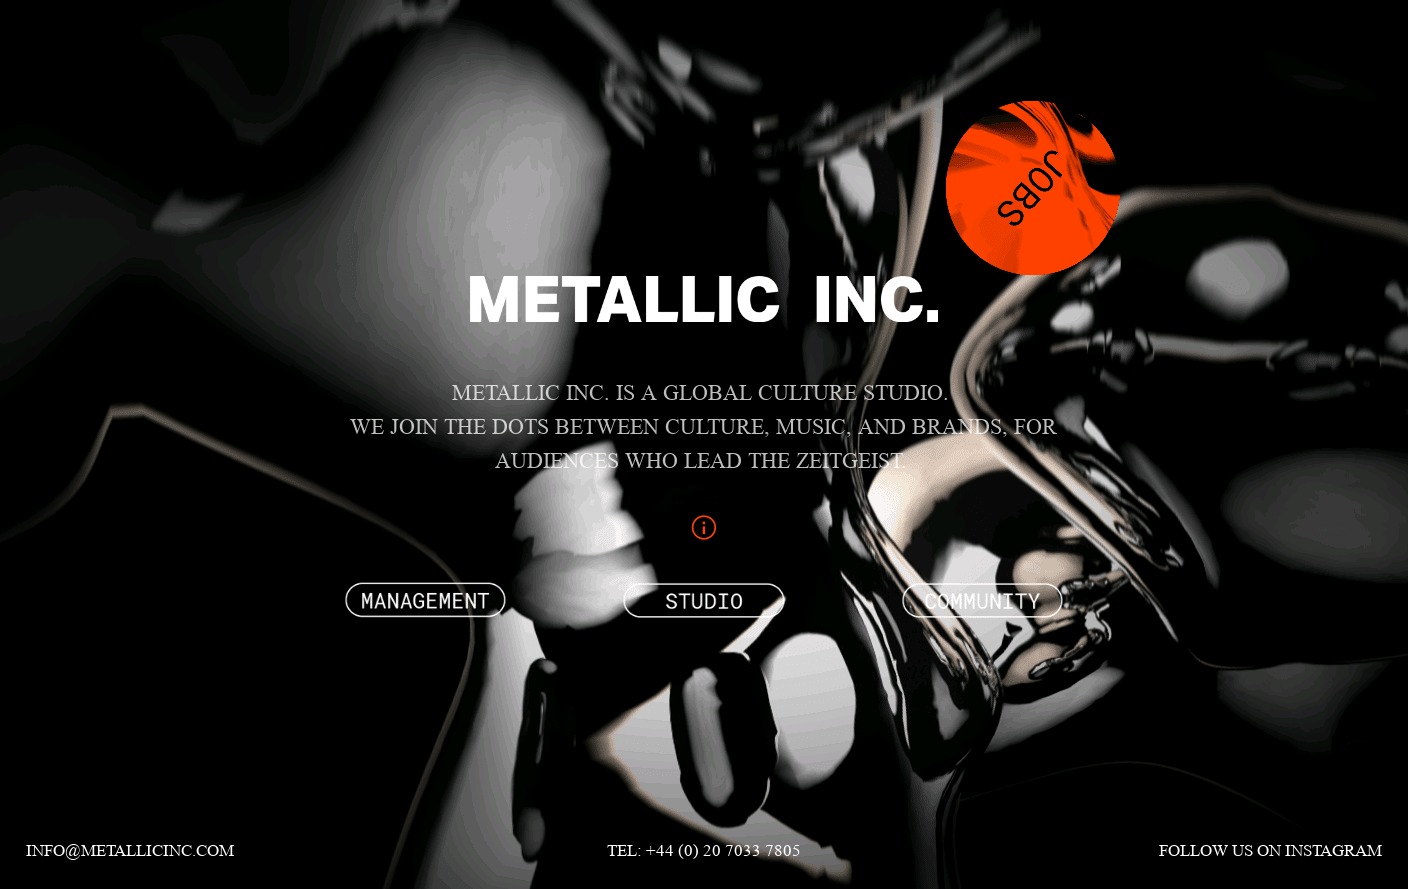 JOBS
METALLIC INC.
METALLIC INC. IS A GLOBAL CULTURE STUDIO.
WE JOIN THE DOTS BETWEEN CULTURE, MUSIC, AND BRANDS, FOR
AUDIENCES WHO LEAD THE ZEITGEIST.
MANAGEMENT
STUDIO
COMMUNITY
INFO@METALLICINC.COM
TEL: +44 (0) 20 7033 7805
FOLLOW US ON INSTAGRAM